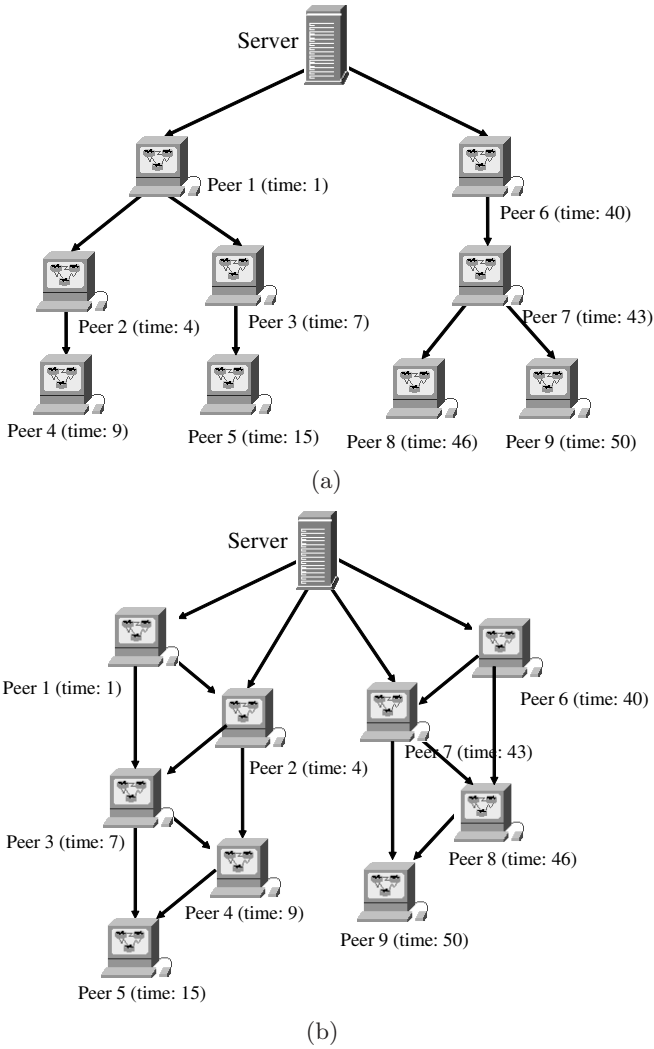 Server
Peer 1 (time: 1)
Peer 6 (time: 40)
Peer 2 (time: 4)
Peer 3 (time: 7)
Peer 7 (time: 43)
Peer 4 (time: 9)
Peer 5 (time: 15)
Peer 8 (time: 46)
Peer 9 (time: 50)
(a)
Server
Peer 1 (time: 1)
Peer 6 (time: 40)
Peer 7 (time: 43)
Peer 2 (time: 4)
Peer 3 (time: 7)
Peer 8 (time: 46)
Peer 4 (time: 9)
Peer 9 (time: 50)
Peer 5 (time: 15)
(b)